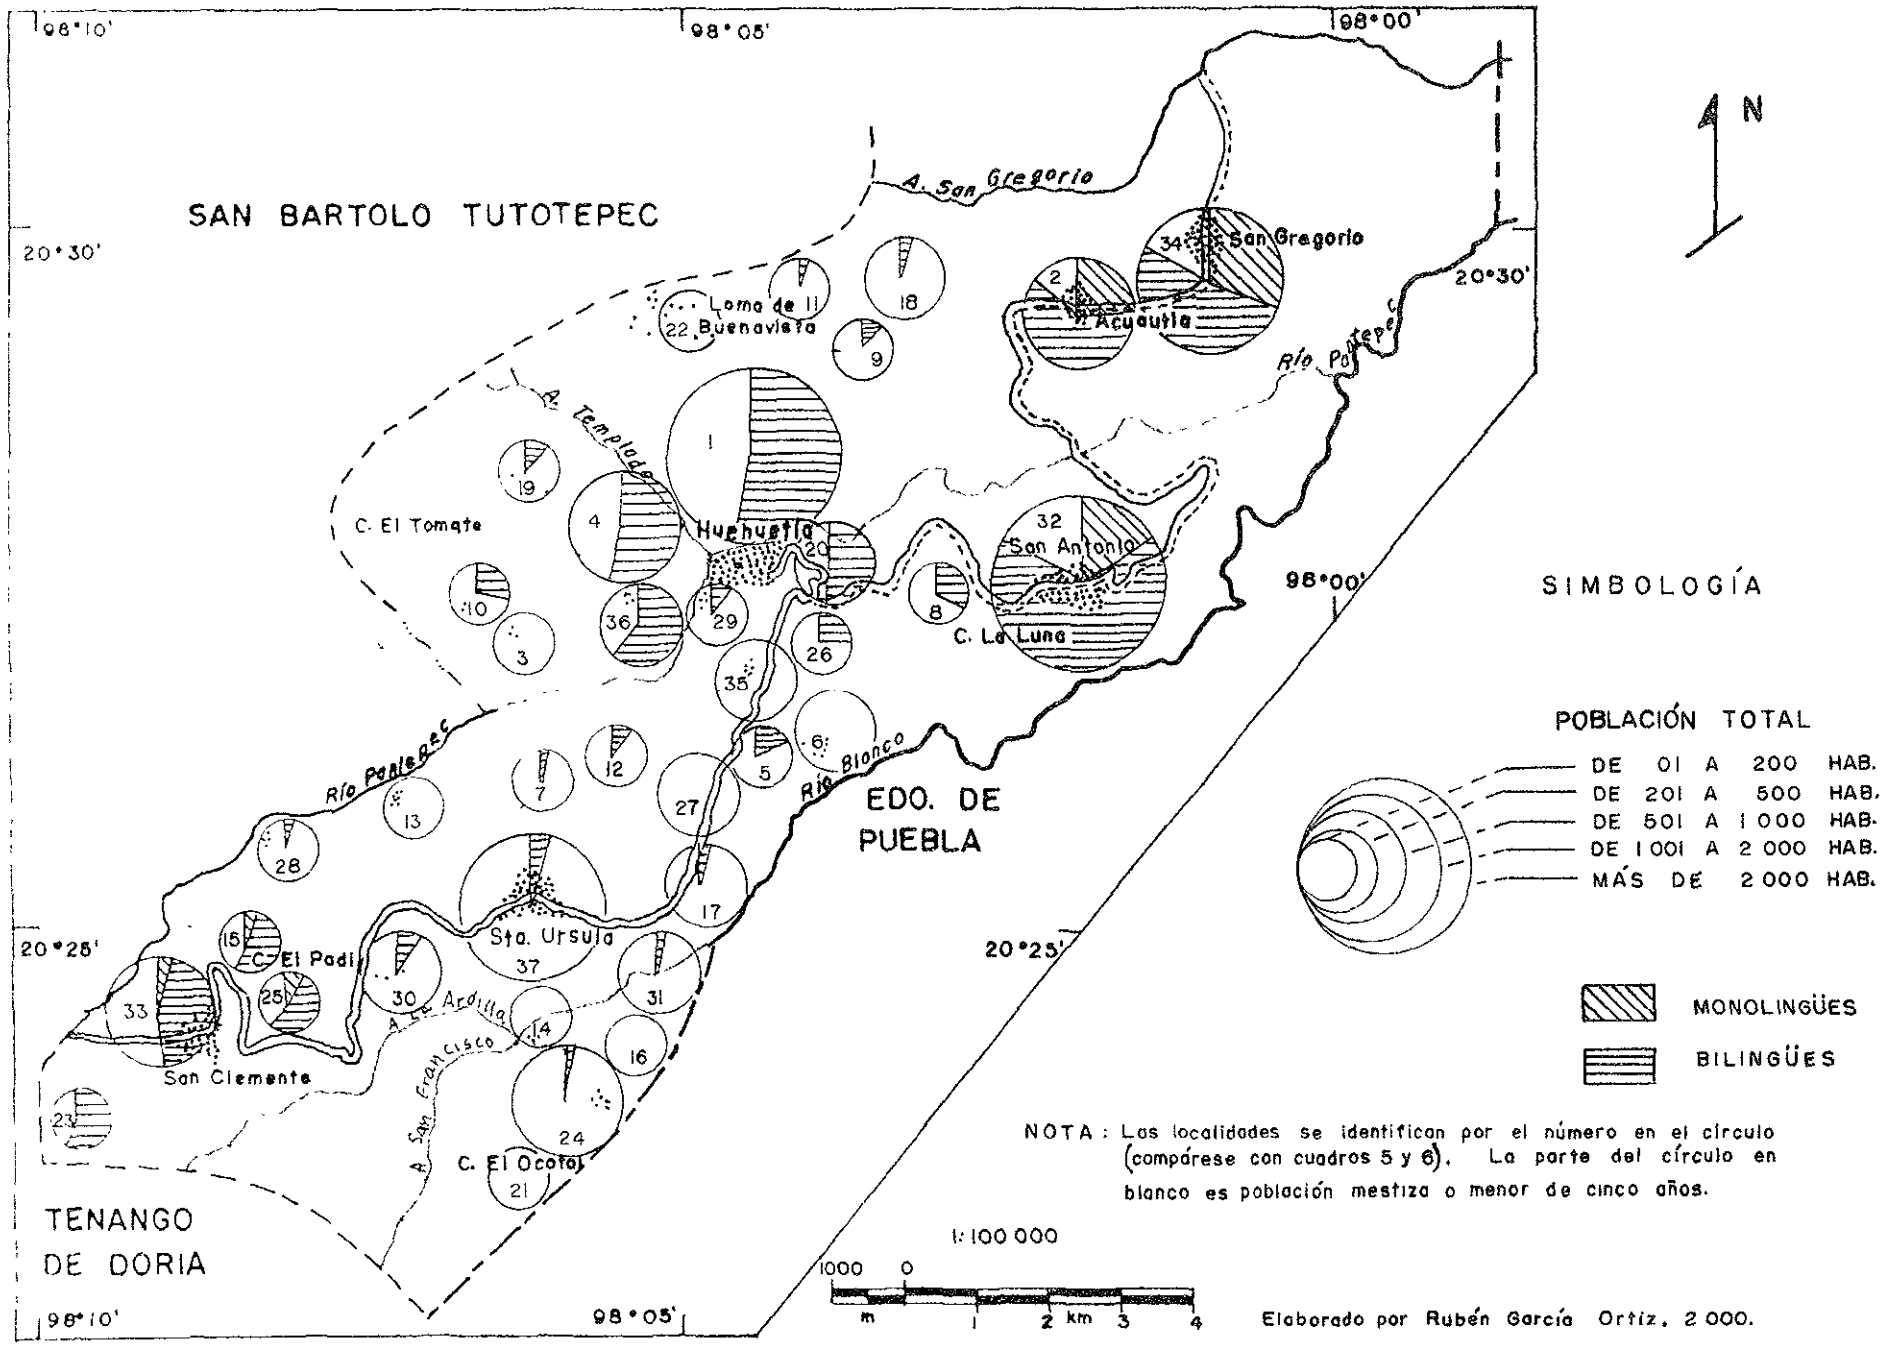 98°10'
98°05'
98°00'
N
A. San Gregorio
SAN BARTOLO TUTOTEPEC
20°30'
34
San Gregorio
20°30'
2
Acuautla
18
Loma de 11
22 Buenavista
9
Río Pantepec
A. Templado
1
19
4
C. El Tomate
Huehuetla
20
32
San Antonio
98°00'
SIMBOLOGÍA
10
36
29
8
C. La Luna
3
26
35
6
POBLACIÓN TOTAL
DE 01 A 200 HAB.
DE 201 A 500 HAB.
DE 501 A 1 000 HAB.
DE 1 001 A 2 000 HAB.
MÁS DE 2 000 HAB.
Río Pantepec
12
5
Río Blanco
7
27
13
EDO. DE
PUEBLA
28
17
20°25'
15
C. El Padi
Sta. Ursula
37
20°25'
33
25
30
31
A. La Ardilla
14
16
MONOLINGÜES
BILINGÜES
San Clemente
A. San Francisco
23
24
C. El Ocotal
21
NOTA: Las localidades se identifican por el número en el círculo
(compárese con cuadros 5 y 6). La parte del círculo en
blanco es población mestiza o menor de cinco años.
TENANGO
DE DORIA
1:100 000
1000 0
m 1 2 km 3 4
98°10'
98°05'
Elaborado por Rubén García Ortiz, 2 000.